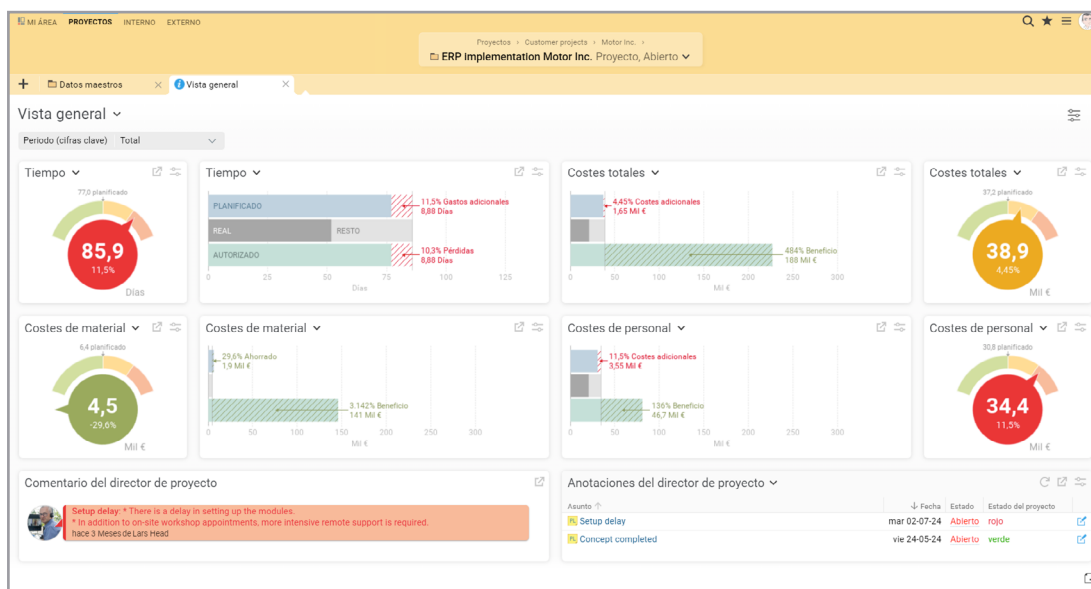 MI ÁREA PROYECTOS INTERNO EXTERNO
Proyectos › Customer projects › Motor Inc. ›
ERP Implementation Motor Inc. Proyecto, Abierto
+ Datos maestros × Vista general ×
Vista general
Periodo (cifras clave) Total
Tiempo
77,0 planificado
85,9
11,5%
Días
Tiempo
PLANIFICADO
REAL
RESTO
AUTORIZADO
11,5% Gastos adicionales
8,88 Días
10,3% Pérdidas
8,88 Días
0 25 50 75 100 125
Días
Costes totales
4,45% Costes adicionales
1,65 Mil €
484% Beneficio
188 Mil €
0 50 100 150 200 250 300
Mil €
Costes totales
37,2 planificado
38,9
4,45%
Mil €
Costes de material
6,4 planificado
4,5
-29,6%
Mil €
Costes de material
29,6% Ahorrado
1,9 Mil €
3.142% Beneficio
141 Mil €
0 50 100 150 200 250 300
Mil €
Costes de personal
11,5% Costes adicionales
3,55 Mil €
136% Beneficio
46,7 Mil €
0 50 100 150 200 250 300
Mil €
Costes de personal
30,8 planificado
34,4
11,5%
Mil €
Comentario del director de proyecto
Setup delay: * There is a delay in setting up the modules.
* In addition to on-site workshop appointments, more intensive remote support is required.
hace 3 Meses de Lars Head
Anotaciones del director de proyecto
Asunto ↑ ↓ Fecha Estado Estado del proyecto
PL Setup delay mar 02-07-24 Abierto rojo
PL Concept completed vie 24-05-24 Abierto verde